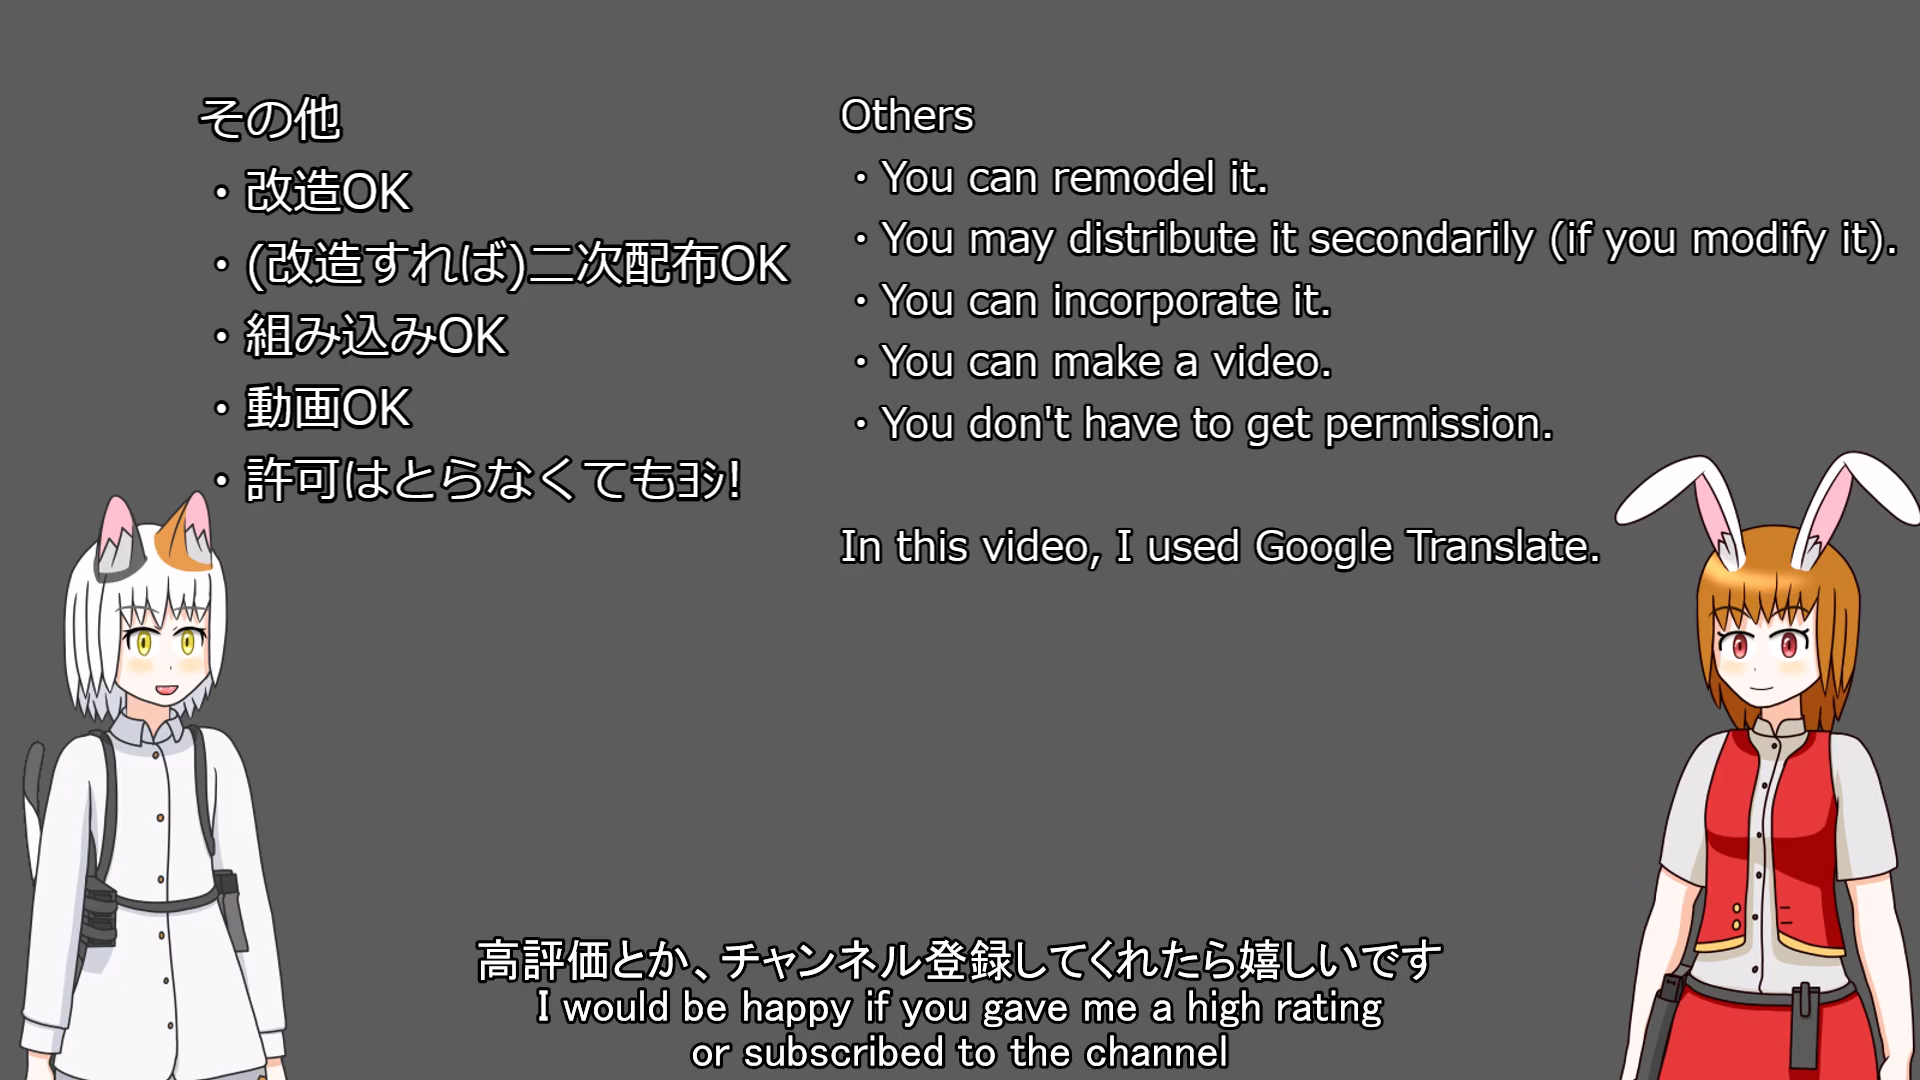 その他
・改造OK
・(改造すれば)二次配布OK
・組み込みOK
・動画OK
・許可はとらなくてもﾖｼ!
Others
・You can remodel it.
・You may distribute it secondarily (if you modify it).
・You can incorporate it.
・You can make a video.
・You don't have to get permission.
In this video, I used Google Translate.
高評価とか、チャンネル登録してくれたら嬉しいです
I would be happy if you gave me a high rating
or subscribed to the channel